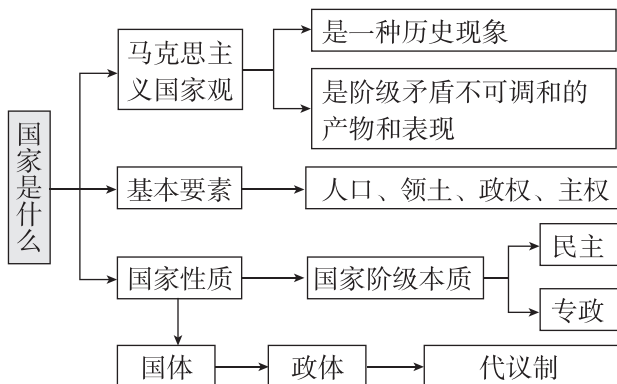 国家是什么
马克思主
义国家观
是一种历史现象
是阶级矛盾不可调和的
产物和表现
基本要素
人口、领土、政权、主权
国家性质
国家阶级本质
民主
专政
国体
政体
代议制